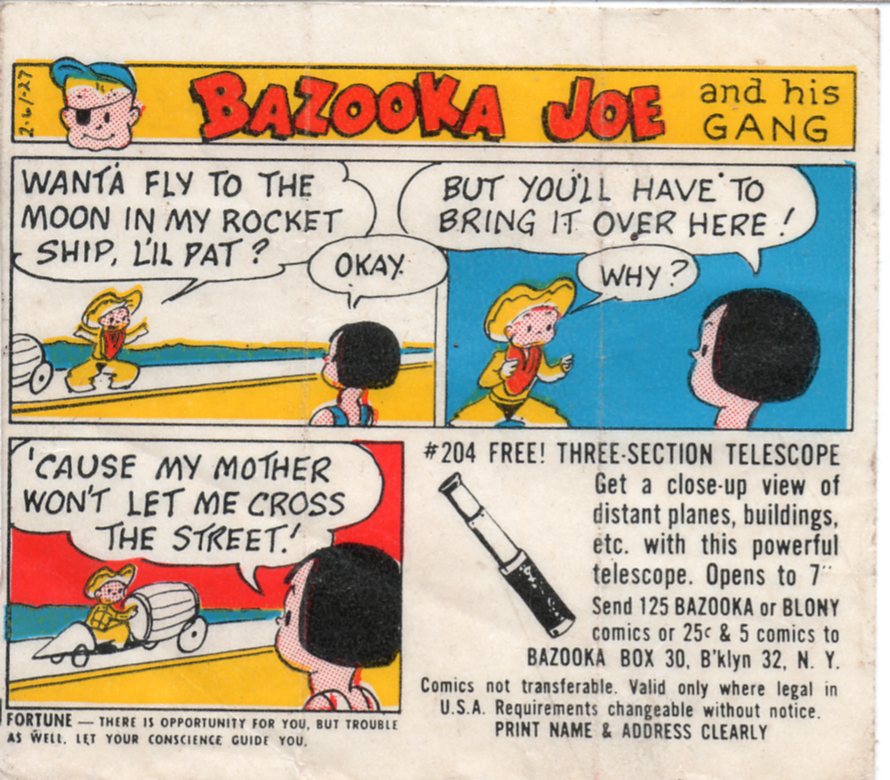 2-61-27
BAZOOKA JOE
and his
GANG
WANT'A FLY TO THE
MOON IN MY ROCKET
SHIP, L'IL PAT?
OKAY.
BUT YOU'LL HAVE TO
BRING IT OVER HERE!
WHY?
'CAUSE MY MOTHER
WON'T LET ME CROSS
THE STREET!
#204 FREE! THREE-SECTION TELESCOPE
Get a close-up view of
distant planes, buildings,
etc. with this powerful
telescope. Opens to 7"
Send 125 BAZOOKA or BLONY
comics or 25c & 5 comics to
BAZOOKA BOX 30, B'klyn 32, N. Y.
Comics not transferable. Valid only where legal in
U.S.A. Requirements changeable without notice.
PRINT NAME & ADDRESS CLEARLY
FORTUNE — THERE IS OPPORTUNITY FOR YOU, BUT TROUBLE
AS WELL. LET YOUR CONSCIENCE GUIDE YOU.